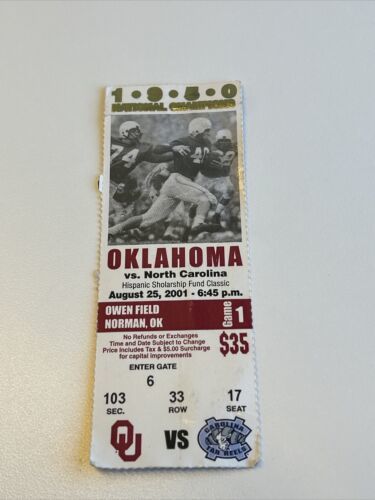 1·9·5·0
NATIONAL CHAMPIONS
74
40
OKLAHOMA
vs. North Carolina
Hispanic Sholarship Fund Classic
August 25, 2001 - 6:45 p.m.
OWEN FIELD
NORMAN, OK
Game 1
No Refunds or Exchanges
Time and Date Subject to Change
Price Includes Tax & $5.00 Surcharge
for capital improvements
$35
ENTER GATE
6
103 33 17
SEC. ROW SEAT
OU VS CAROLINA
TAR HEELS